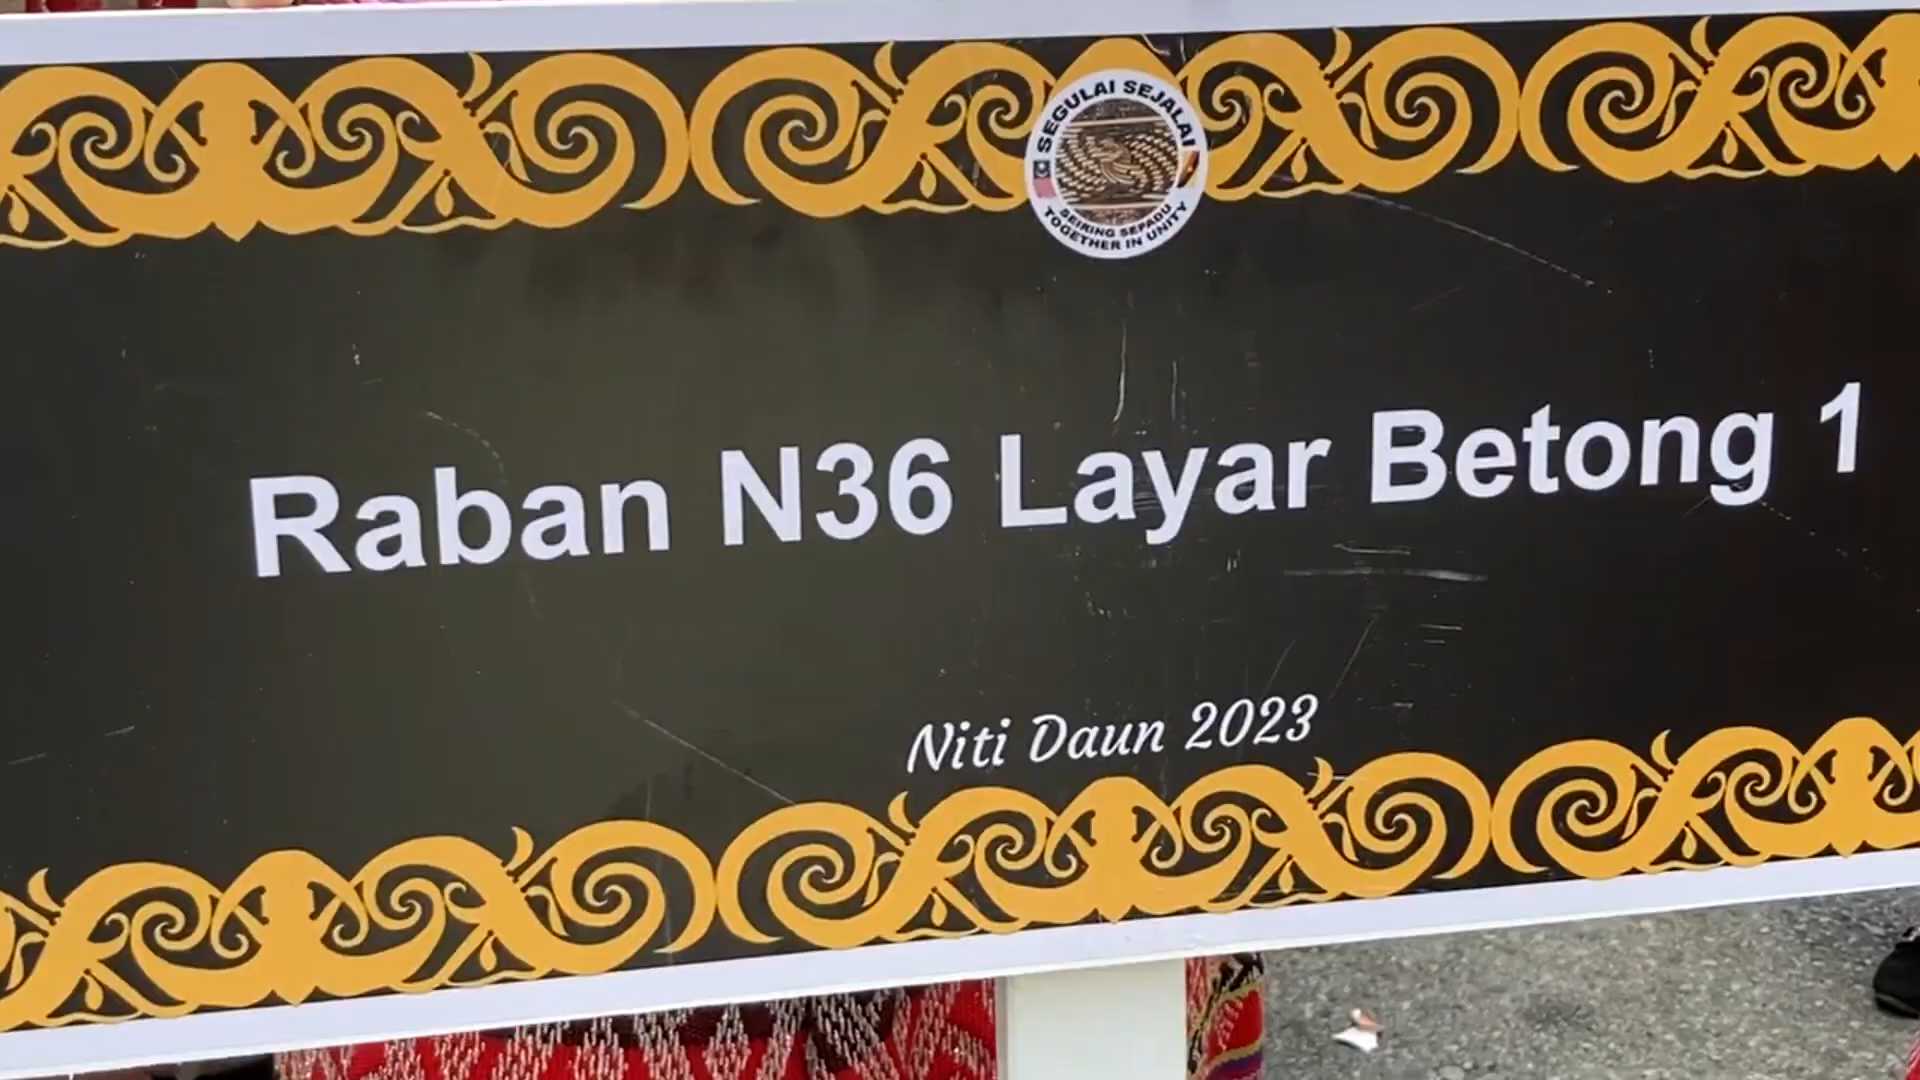 SEGULAI SEJALAI
SEIRING SEPADU
TOGETHER IN UNITY
Raban N36 Layar Betong 1
Niti Daun 2023